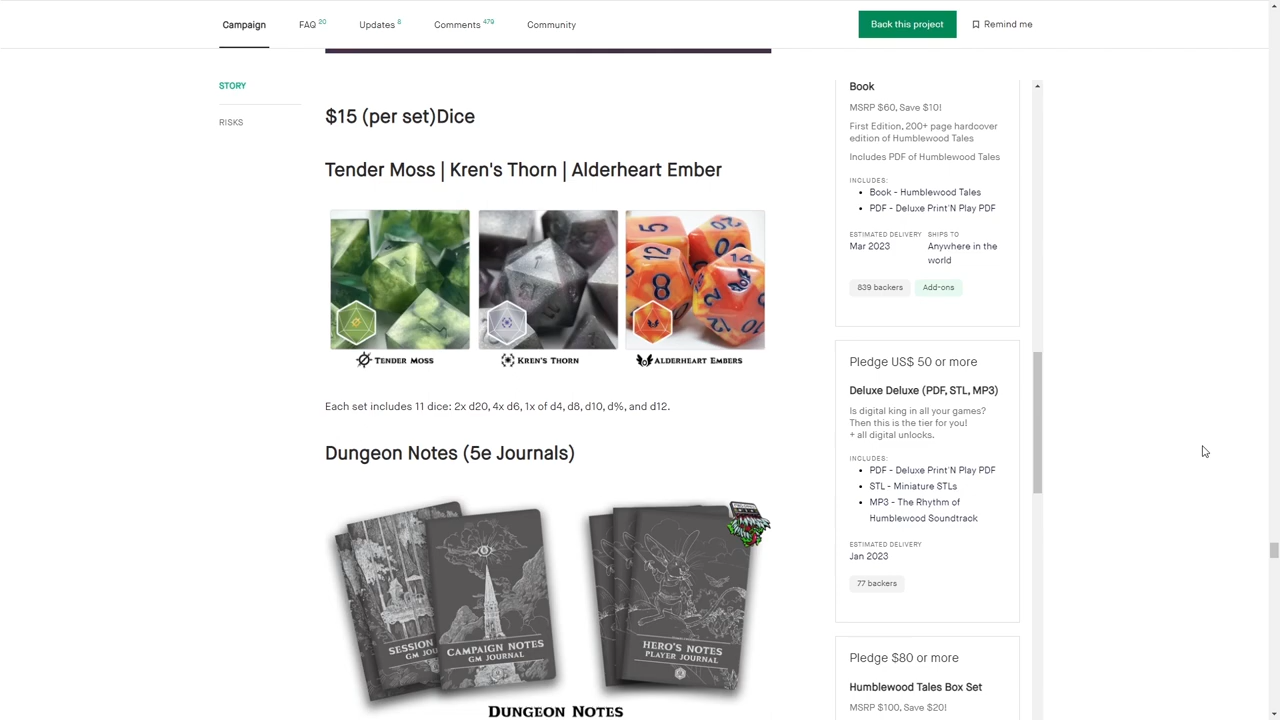 Campaign
FAQ 20
Updates 8
Comments 479
Community
Back this project
Remind me
STORY
RISKS
$15 (per set)Dice
Tender Moss | Kren's Thorn | Alderheart Ember
TENDER MOSS
KREN'S THORN
ALDERHEART EMBERS
Each set includes 11 dice: 2x d20, 4x d6, 1x of d4, d8, d10, d%, and d12.
Dungeon Notes (5e Journals)
SESSION
GM JOU
CAMPAIGN NOTES
GM JOURNAL
HERO'S NOTES
PLAYER JOURNAL
DUNGEON NOTES
Book
MSRP $60, Save $10!
First Edition, 200+ page hardcover
edition of Humblewood Tales
Includes PDF of Humblewood Tales
INCLUDES:
• Book - Humblewood Tales
• PDF - Deluxe Print'N Play PDF
ESTIMATED DELIVERY
Mar 2023
SHIPS TO
Anywhere in the
world
839 backers
Add-ons
Pledge US$ 50 or more
Deluxe Deluxe (PDF, STL, MP3)
Is digital king in all your games?
Then this is the tier for you!
+ all digital unlocks.
INCLUDES:
• PDF - Deluxe Print'N Play PDF
• STL - Miniature STLs
• MP3 - The Rhythm of
Humblewood Soundtrack
ESTIMATED DELIVERY
Jan 2023
77 backers
Pledge $80 or more
Humblewood Tales Box Set
MSRP $100, Save $20!